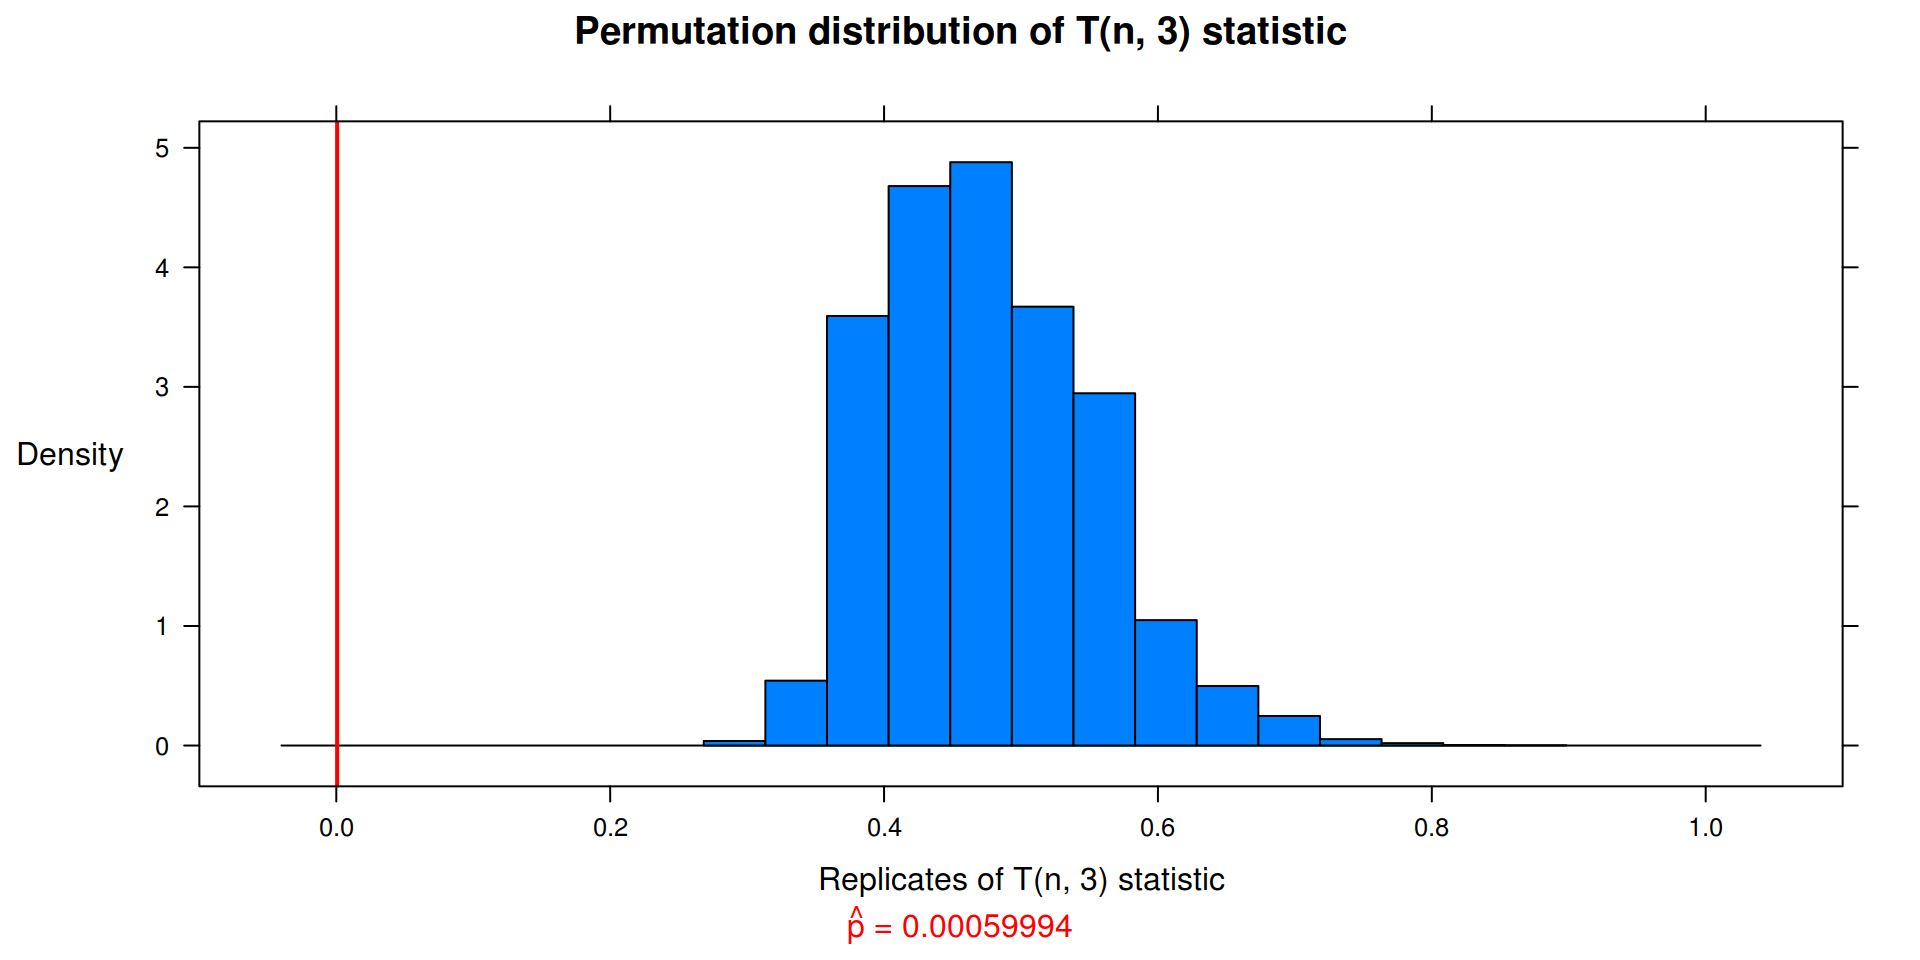 Permutation distribution of T(n, 3) statistic
5
4
3
2
1
0
Density
0.0 0.2 0.4 0.6 0.8 1.0
Replicates of T(n, 3) statistic
p̂ = 0.00059994